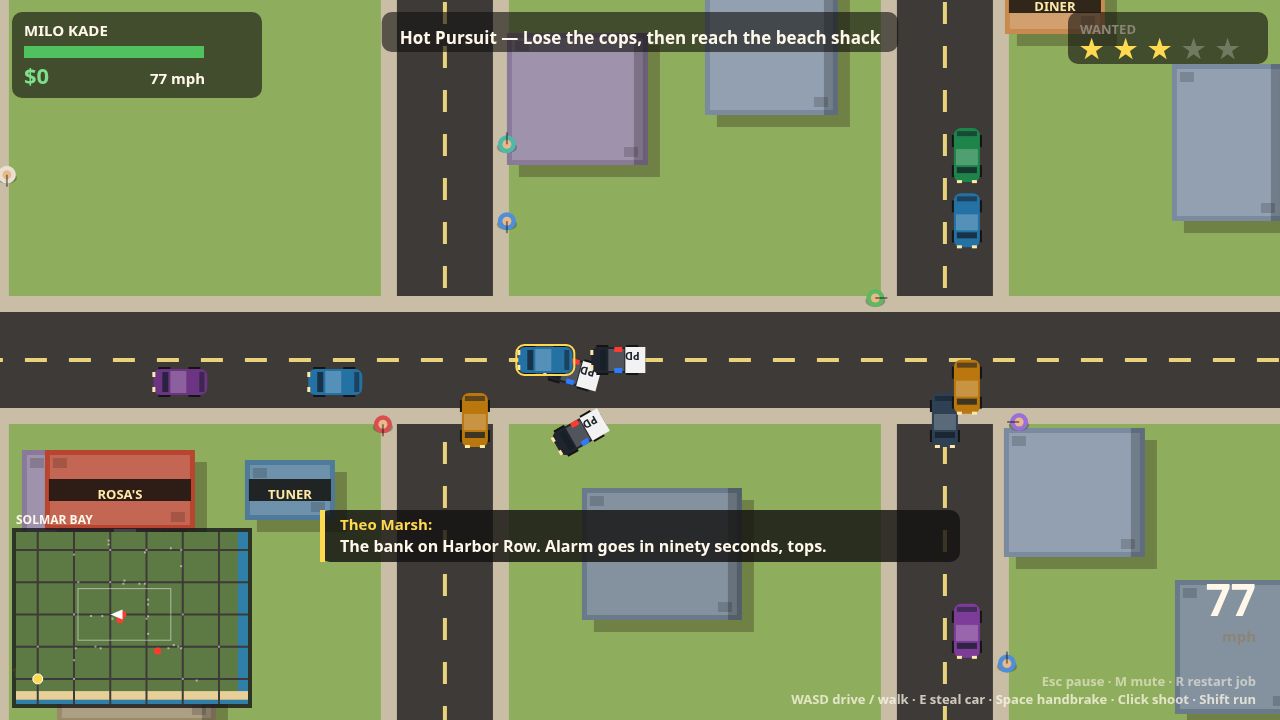 DINER
MILO KADE
$0 77 mph
Hot Pursuit — Lose the cops, then reach the beach shack
WANTED
PD
PD
PD
ROSA'S
TUNER
SOLMAR BAY
Theo Marsh:
The bank on Harbor Row. Alarm goes in ninety seconds, tops.
77
mph
Esc pause · M mute · R restart job
WASD drive / walk · E steal car · Space handbrake · Click shoot · Shift run